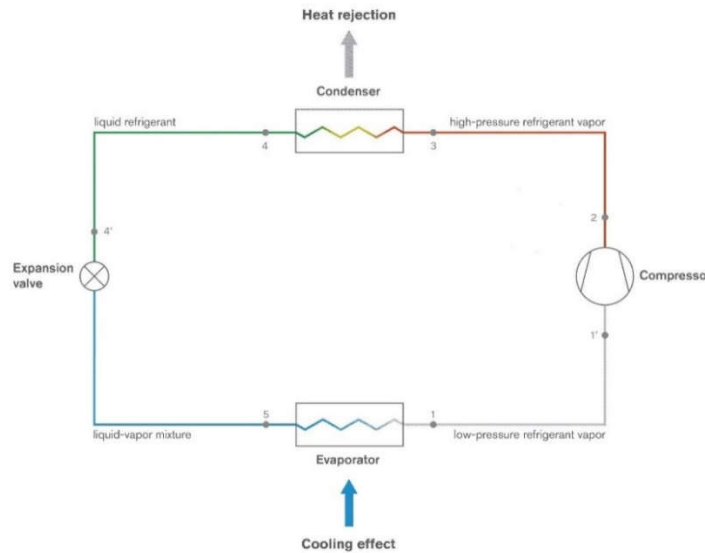 Heat rejection
Condenser
liquid refrigerant
high-pressure refrigerant vapor
4
3
2
4'
Expansion
valve
Compresso
1'
5
1
liquid-vapor mixture
low-pressure refrigerant vapor
Evaporator
Cooling effect